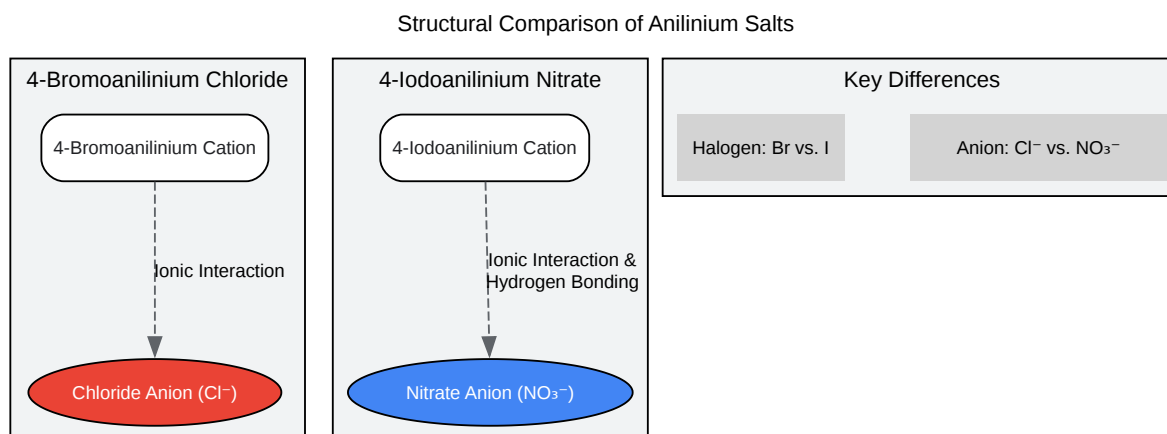 Structural Comparison of Anilinium Salts
4-Bromoanilinium Chloride
4-Bromoanilinium Cation
Ionic Interaction
Chloride Anion (Cl⁻)
4-Iodoanilinium Nitrate
4-Iodoanilinium Cation
Ionic Interaction &
Hydrogen Bonding
Nitrate Anion (NO₃⁻)
Key Differences
Halogen: Br vs. I
Anion: Cl⁻ vs. NO₃⁻